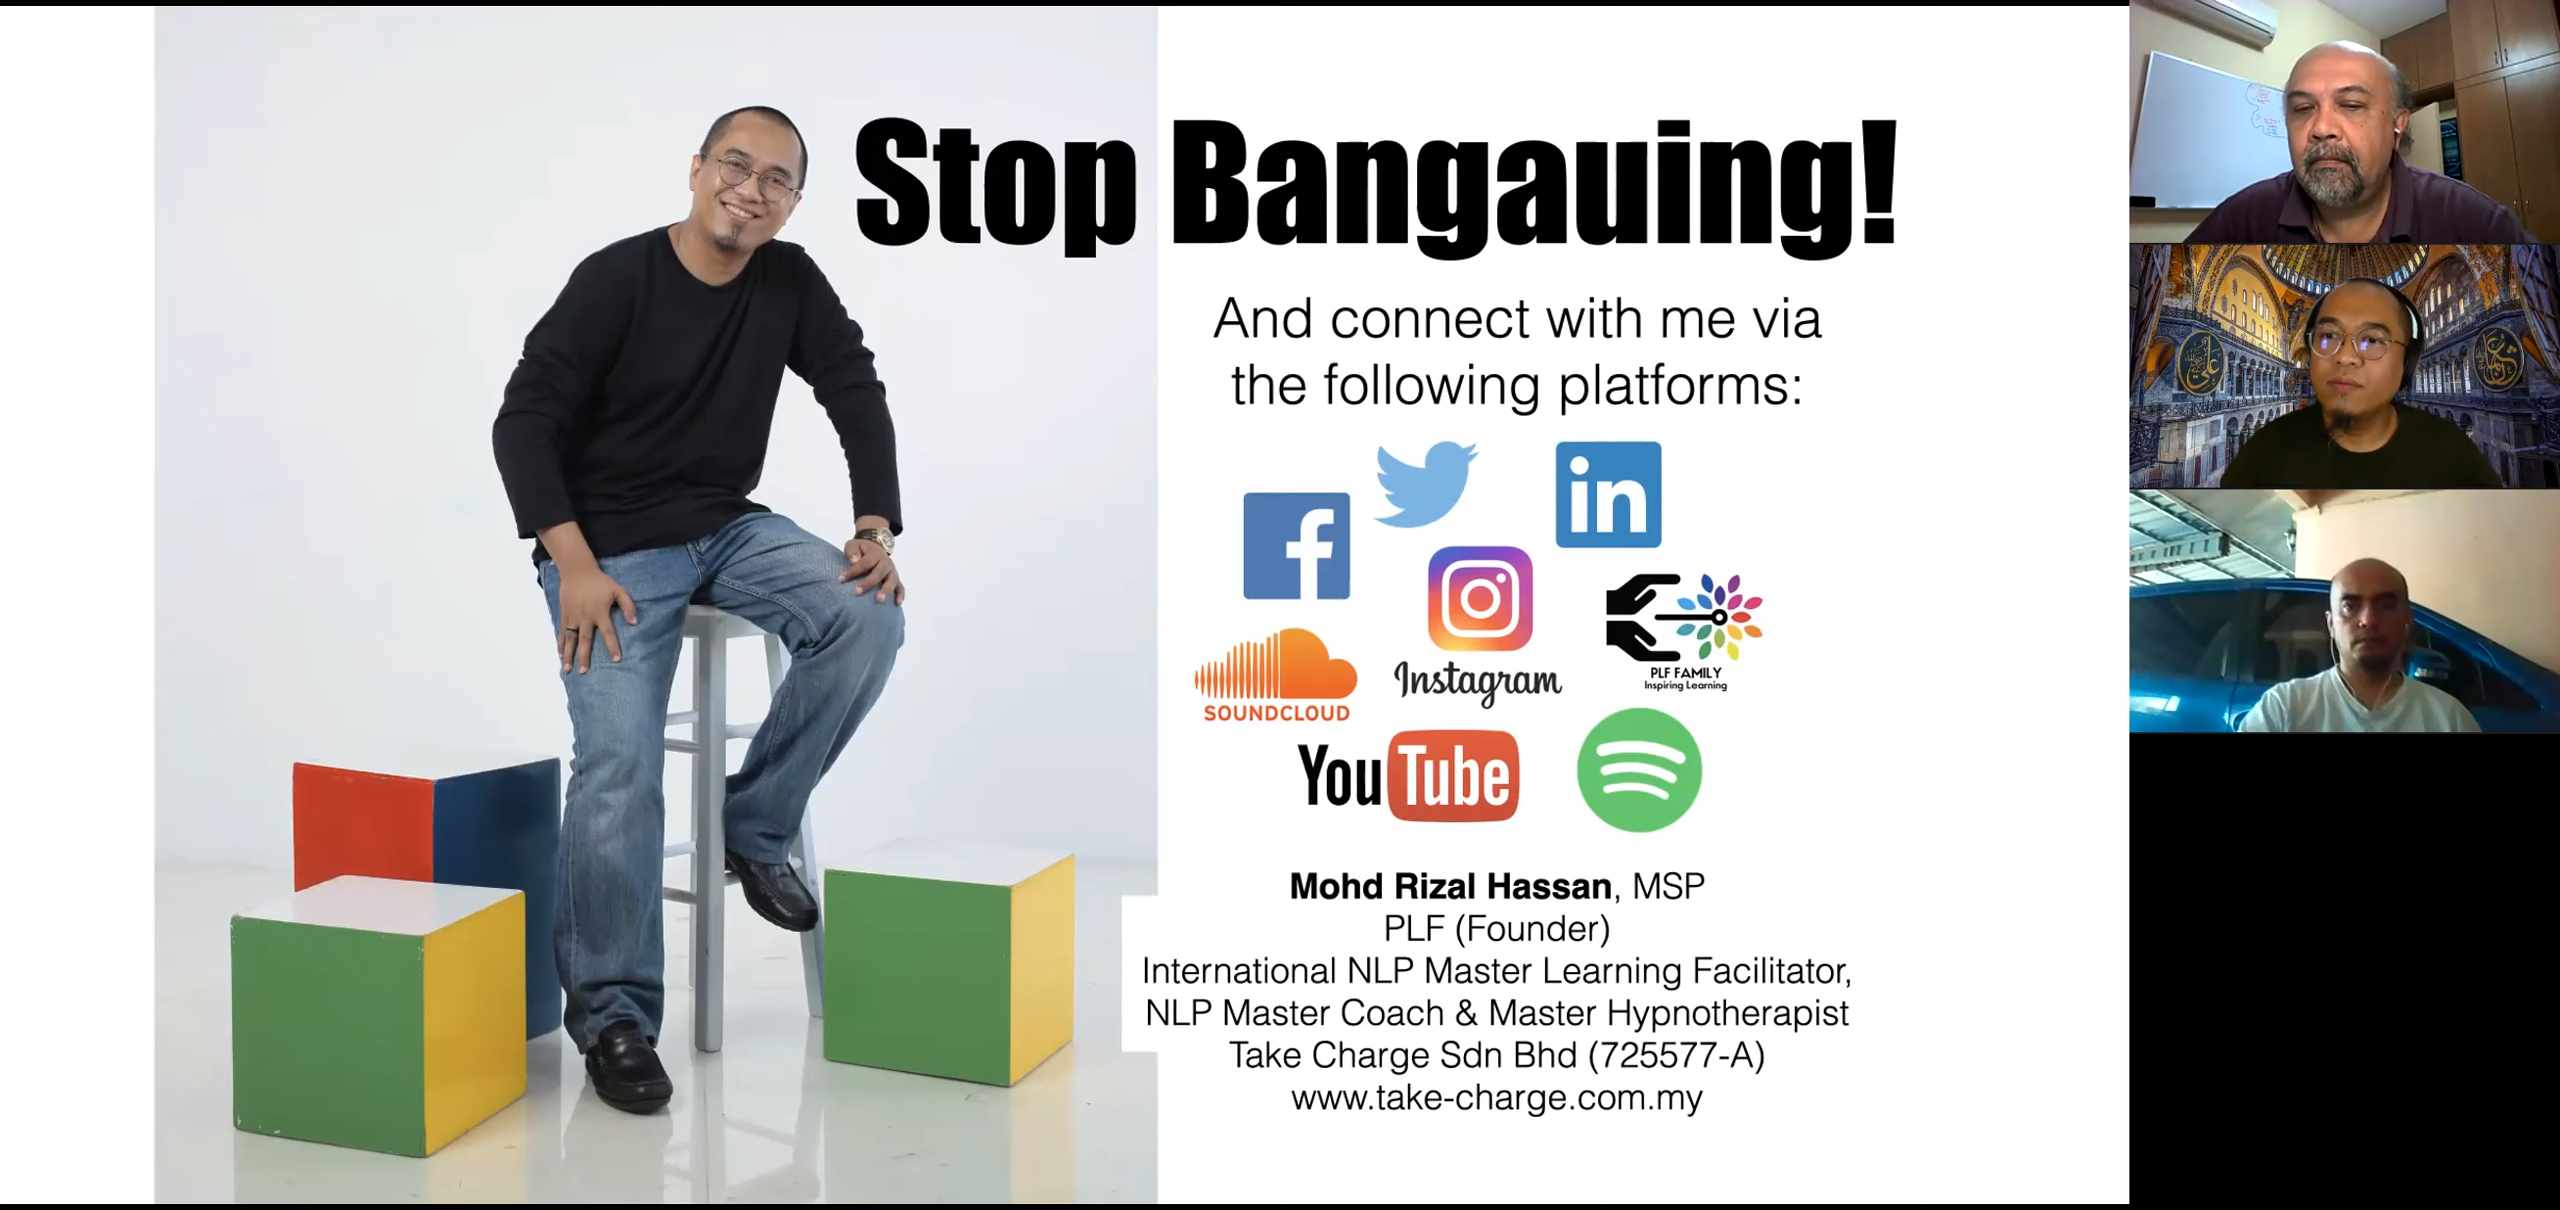 Stop Bangauing!
And connect with me via
the following platforms:
in
f
Instagram
PLF FAMILY
Inspiring Learning
SOUNDCLOUD
YouTube
Mohd Rizal Hassan, MSP
PLF (Founder)
International NLP Master Learning Facilitator,
NLP Master Coach & Master Hypnotherapist
Take Charge Sdn Bhd (725577-A)
www.take-charge.com.my